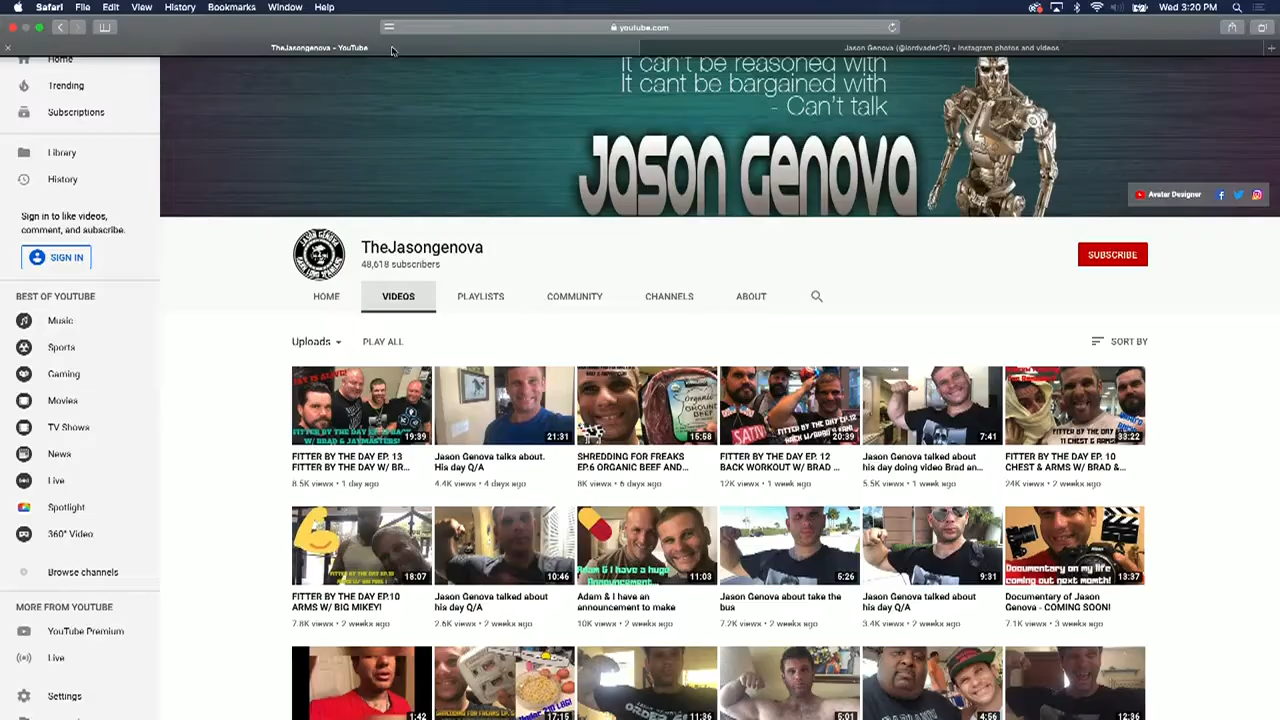 Safari File Edit View History Bookmarks Window Help
Wed 3:20 PM
youtube.com
TheJasongenova - YouTube
Jason Genova (@lordvader26) • Instagram photos and videos
Home
Trending
Subscriptions
Library
History
Sign in to like videos,
comment, and subscribe.
SIGN IN
BEST OF YOUTUBE
Music
Sports
Gaming
Movies
TV Shows
News
Live
Spotlight
360° Video
Browse channels
MORE FROM YOUTUBE
YouTube Premium
Live
Settings
It can't be reasoned with
It cant be bargained with
- Can't talk
JASON GENOVA
Avatar Designer
TheJasongenova
48,618 subscribers
SUBSCRIBE
HOME VIDEOS PLAYLISTS COMMUNITY CHANNELS ABOUT
Uploads PLAY ALL SORT BY
19:39
FITTER BY THE DAY EP. 13
FITTER BY THE DAY W/ BR...
8.5K views • 1 day ago
21:31
Jason Genova talks about.
His day Q/A
4.4K views • 4 days ago
15:58
SHREDDING FOR FREAKS
EP.6 ORGANIC BEEF AND...
8K views • 6 days ago
20:39
FITTER BY THE DAY EP. 12
BACK WORKOUT W/ BRAD ...
12K views • 1 week ago
7:41
Jason Genova talked about
his day doing video Brad an...
5.5K views • 1 week ago
33:22
FITTER BY THE DAY EP. 10
CHEST & ARMS W/ BRAD &...
24K views • 2 weeks ago
18:07
FITTER BY THE DAY EP.10
ARMS W/ BIG MIKEY!
7.8K views • 2 weeks ago
10:46
Jason Genova talked about
his day Q/A
2.6K views • 2 weeks ago
Adam & I have a huge
Announcement...
11:03
Adam & I have an
announcement to make
10K views • 2 weeks ago
5:26
Jason Genova about take the
bus
7.2K views • 2 weeks ago
9:31
Jason Genova talked about
his day Q/A
3.4K views • 2 weeks ago
Documentary on my life
coming out next month!
13:37
Documentary of Jason
Genova - COMING SOON!
7.1K views • 3 weeks ago
1:42
17:15
11:36
5:01
4:56
12:36